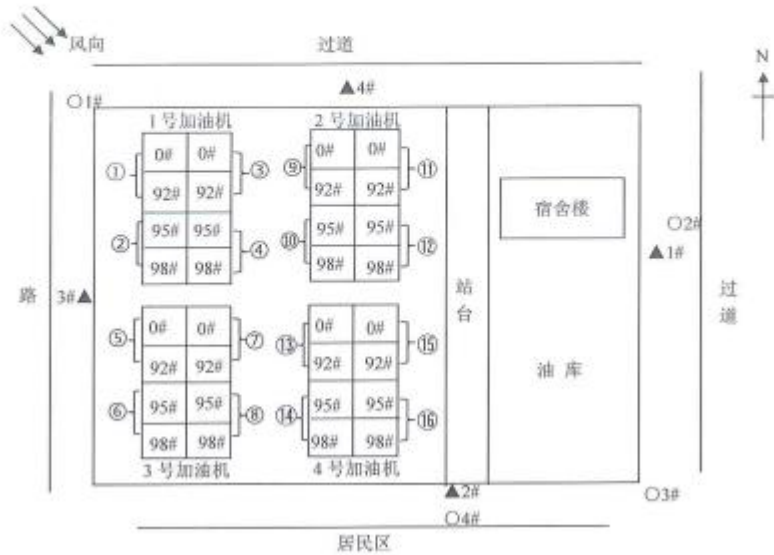 风向
过道
N
▲4#
○1#
1号加油机 2号加油机
① 0# 0# ③ ⑨ 0# 0# ⑪
92# 92# 92# 92#
② 95# 95# ④ ⑩ 95# 95# ⑫
98# 98# 98# 98#
宿舍楼
○2#
▲1#
路 3#▲
站台
过道
⑤ 0# 0# ⑦ ⑬ 0# 0# ⑮
92# 92# 92# 92#
油库
⑥ 95# 95# ⑧ ⑭ 95# 95# ⑯
98# 98# 98# 98#
3号加油机 4号加油机
▲2#
○3#
○4#
居民区